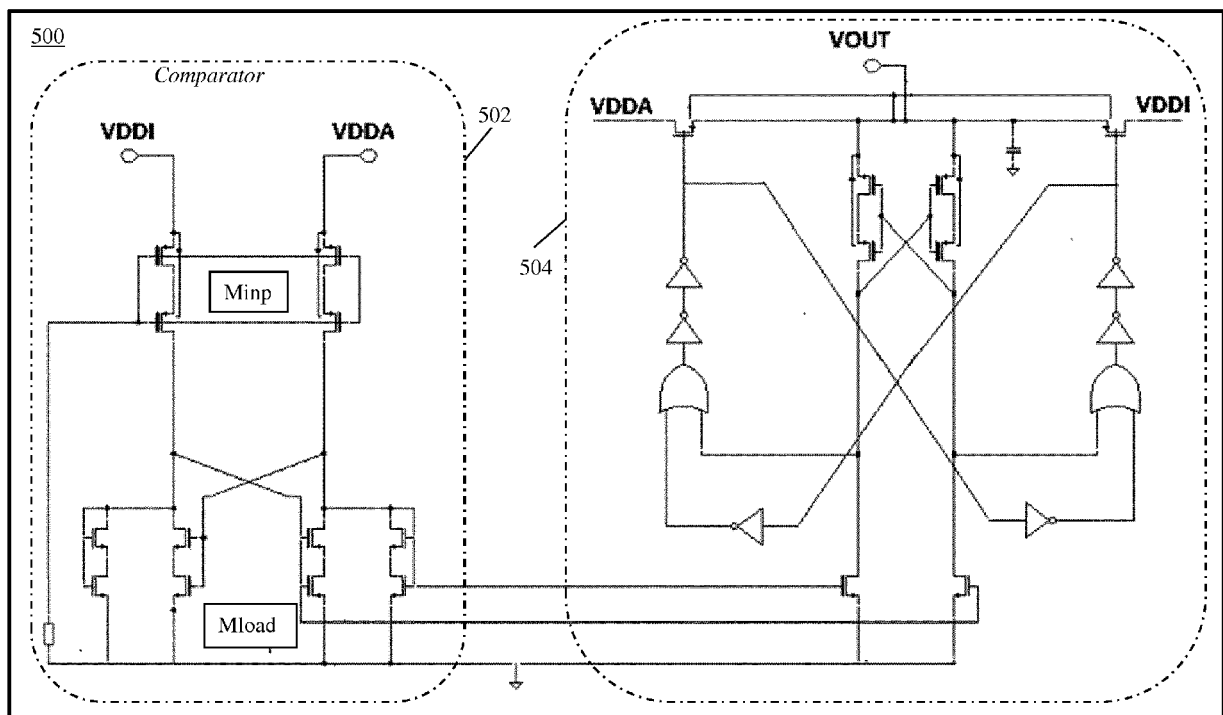 500
Comparator
VDDI
VDDA
502
Minp
Mload
504
VOUT
VDDA
VDDI